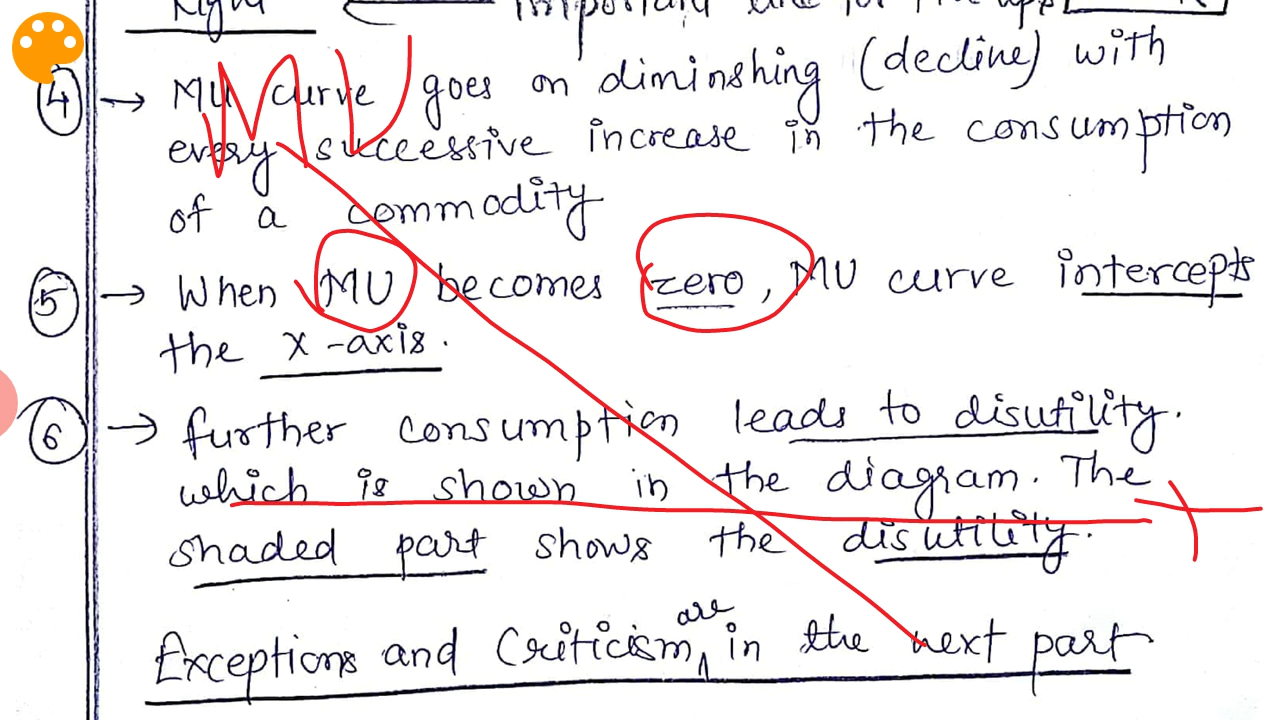 important
④ → MU curve goes on diminshing (decline) with
every successive increase in the consumption
of a commodity
MU
⑤ → When MU becomes zero, MU curve intercepts
the x-axis.
⑥ → further consumption leads to disutility.
which is shown in the diagram. The
shaded part shows the disutility.
Exceptions and Criticism are in the next part